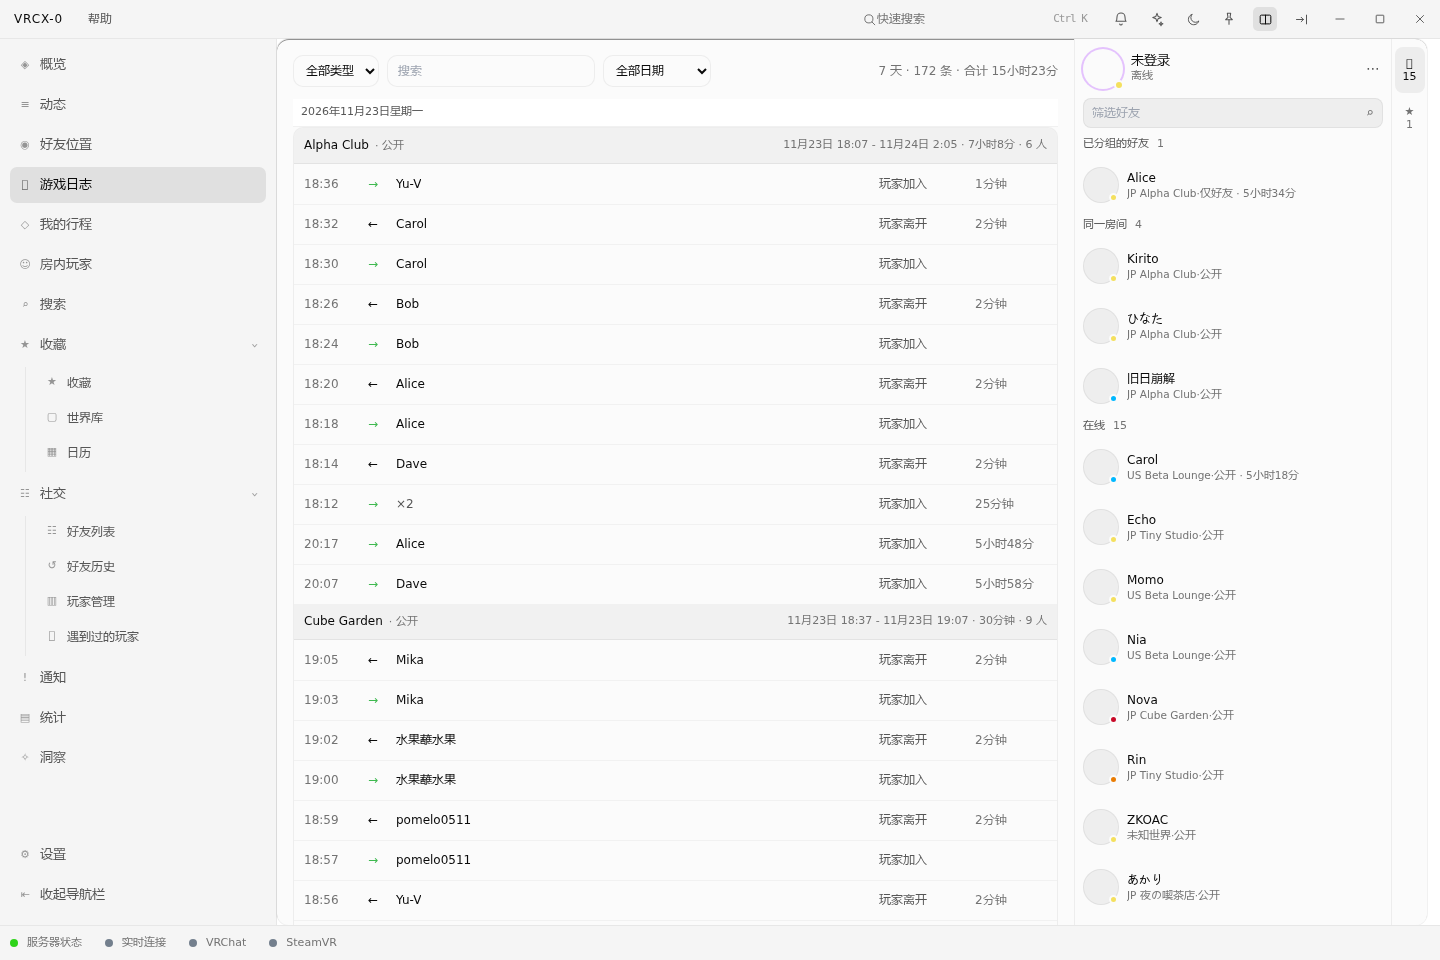 VRCX-0
帮助
快速搜索
Ctrl K
概览
动态
好友位置
游戏日志
我的行程
房内玩家
搜索
收藏
收藏
世界库
日历
社交
好友列表
好友历史
玩家管理
遇到过的玩家
通知
统计
洞察
设置
收起导航栏
全部类型
搜索
全部日期
7 天 · 172 条 · 合计 15小时23分
2026年11月23日星期一
Alpha Club · 公开 11月23日 18:07 - 11月24日 2:05 · 7小时8分 · 6 人
18:36 → Yu-V 玩家加入 1分钟
18:32 ← Carol 玩家离开 2分钟
18:30 → Carol 玩家加入
18:26 ← Bob 玩家离开 2分钟
18:24 → Bob 玩家加入
18:20 ← Alice 玩家离开 2分钟
18:18 → Alice 玩家加入
18:14 ← Dave 玩家离开 2分钟
18:12 → ×2 玩家加入 25分钟
20:17 → Alice 玩家加入 5小时48分
20:07 → Dave 玩家加入 5小时58分
Cube Garden · 公开 11月23日 18:37 - 11月23日 19:07 · 30分钟 · 9 人
19:05 ← Mika 玩家离开 2分钟
19:03 → Mika 玩家加入
19:02 ← 玩家离开 2分钟
19:00 → 玩家加入
18:59 ← pomelo0511 玩家离开 2分钟
18:57 → pomelo0511 玩家加入
18:56 ← Yu-V 玩家离开 2分钟
未登录
离线
15
1
筛选好友
已分组的好友 1
Alice
JP Alpha Club·仅好友 · 5小时34分
同一房间 4
Kirito
JP Alpha Club·公开
ひなた
JP Alpha Club·公开
旧日崩解
JP Alpha Club·公开
在线 15
Carol
US Beta Lounge·公开 · 5小时18分
Echo
JP Tiny Studio·公开
Momo
US Beta Lounge·公开
Nia
US Beta Lounge·公开
Nova
JP Cube Garden·公开
Rin
JP Tiny Studio·公开
ZKOAC
未知世界·公开
あかり
JP 夜の喫茶店·公开
服务器状态
实时连接
VRChat
SteamVR